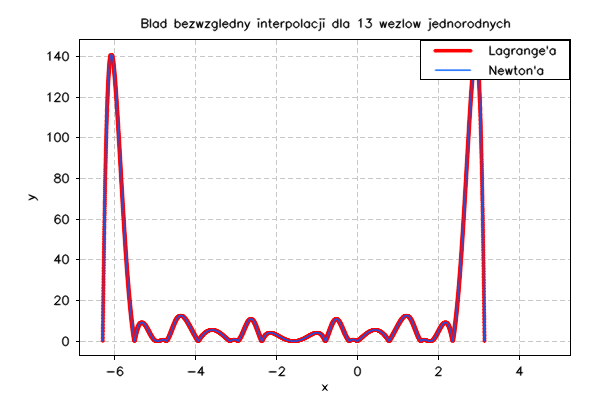 Blad bezwzgledny interpolacji dla 13 wezlow jednorodnych
Lagrange'a
Newton'a
140
120
100
80
60
40
20
0
y
-6 -4 -2 0 2 4
x